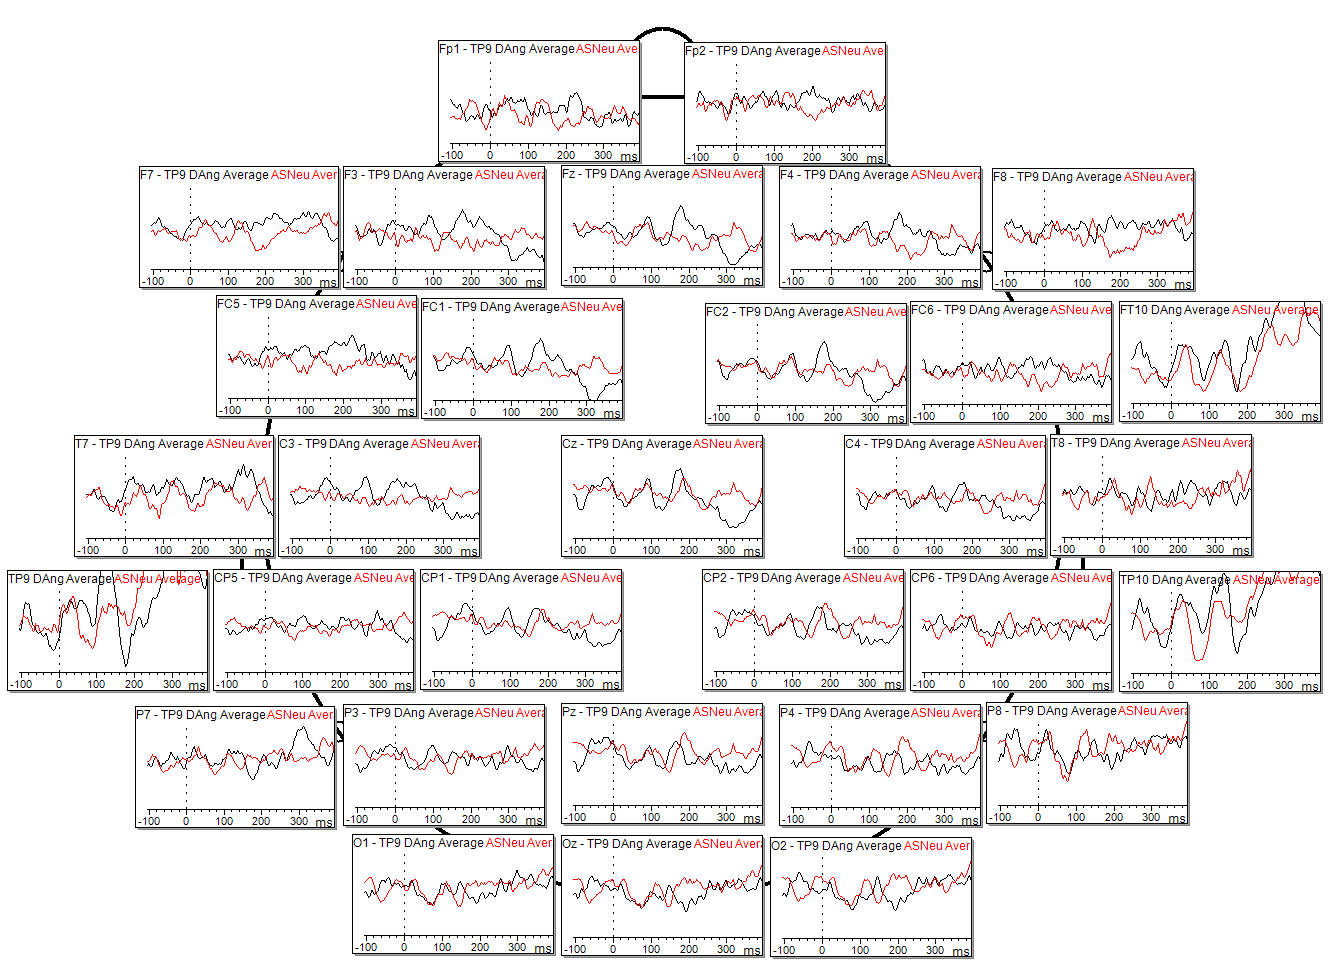 Fp1 - TP9 DAng Average ASNeu Ave
-100 0 100 200 300 ms
Fp2 - TP9 DAng Average ASNeu Ave
-100 0 100 200 300 ms
F7 - TP9 DAng Average ASNeu Aver
-100 0 100 200 300 ms
F3 - TP9 DAng Average ASNeu Avera
-100 0 100 200 300
Fz - TP9 DAng Average ASNeu Aver
-100 0 100 200 300 ms
F4 - TP9 DAng Average ASNeu Avera
-100 0 100 200 300 ms
F8 - TP9 DAng Average ASNeu Avera
-100 0 100 200 300 ms
FC5 - TP9 DAng Average ASNeu Ave
-100 0 100 200 300 ms
FC1 - TP9 DAng Average ASNeu Ave
-100 0 100 200 300 ms
FC2 - TP9 DAng Average ASNeu Ave
-100 0 100 200 300 ms
FC6 - TP9 DAng Average ASNeu Ave
-100 0 100 200 300 ms
FT10 DAng Average ASNeu Average
-100 0 100 200 300 ms
T7 - TP9 DAng Average ASNeu Aver
-100 0 100 200 300 ms
C3 - TP9 DAng Average ASNeu Avera
-100 0 100 200 300 ms
Cz - TP9 DAng Average ASNeu Aver
-100 0 100 200 300 ms
C4 - TP9 DAng Average ASNeu Avera
-100 0 100 200 300 ms
T8 - TP9 DAng Average ASNeu Aver
-100 0 100 200 300 ms
TP9 DAng Average ASNeu Average
-100 0 100 200 300 ms
CP5 - TP9 DAng Average ASNeu Ave
-100 0 100 200 300 ms
CP1 - TP9 DAng Average ASNeu Ave
-100 0 100 200 300 ms
CP2 - TP9 DAng Average ASNeu Ave
-100 0 100 200 300 ms
CP6 - TP9 DAng Average ASNeu Ave
-100 0 100 200 300 ms
TP10 DAng Average ASNeu Average
-100 0 100 200 300 ms
P7 - TP9 DAng Average ASNeu Aver
-100 0 100 200 300 ms
P3 - TP9 DAng Average ASNeu Avera
-100 0 100 200 300 ms
Pz - TP9 DAng Average ASNeu Aver
-100 0 100 200 300 ms
P4 - TP9 DAng Average ASNeu Avera
-100 0 100 200 300 ms
P8 - TP9 DAng Average ASNeu Avera
-100 0 100 200 300 ms
O1 - TP9 DAng Average ASNeu Aver
-100 0 100 200 300 ms
Oz - TP9 DAng Average ASNeu Aver
-100 0 100 200 300 ms
O2 - TP9 DAng Average ASNeu Aver
-100 0 100 200 300 ms